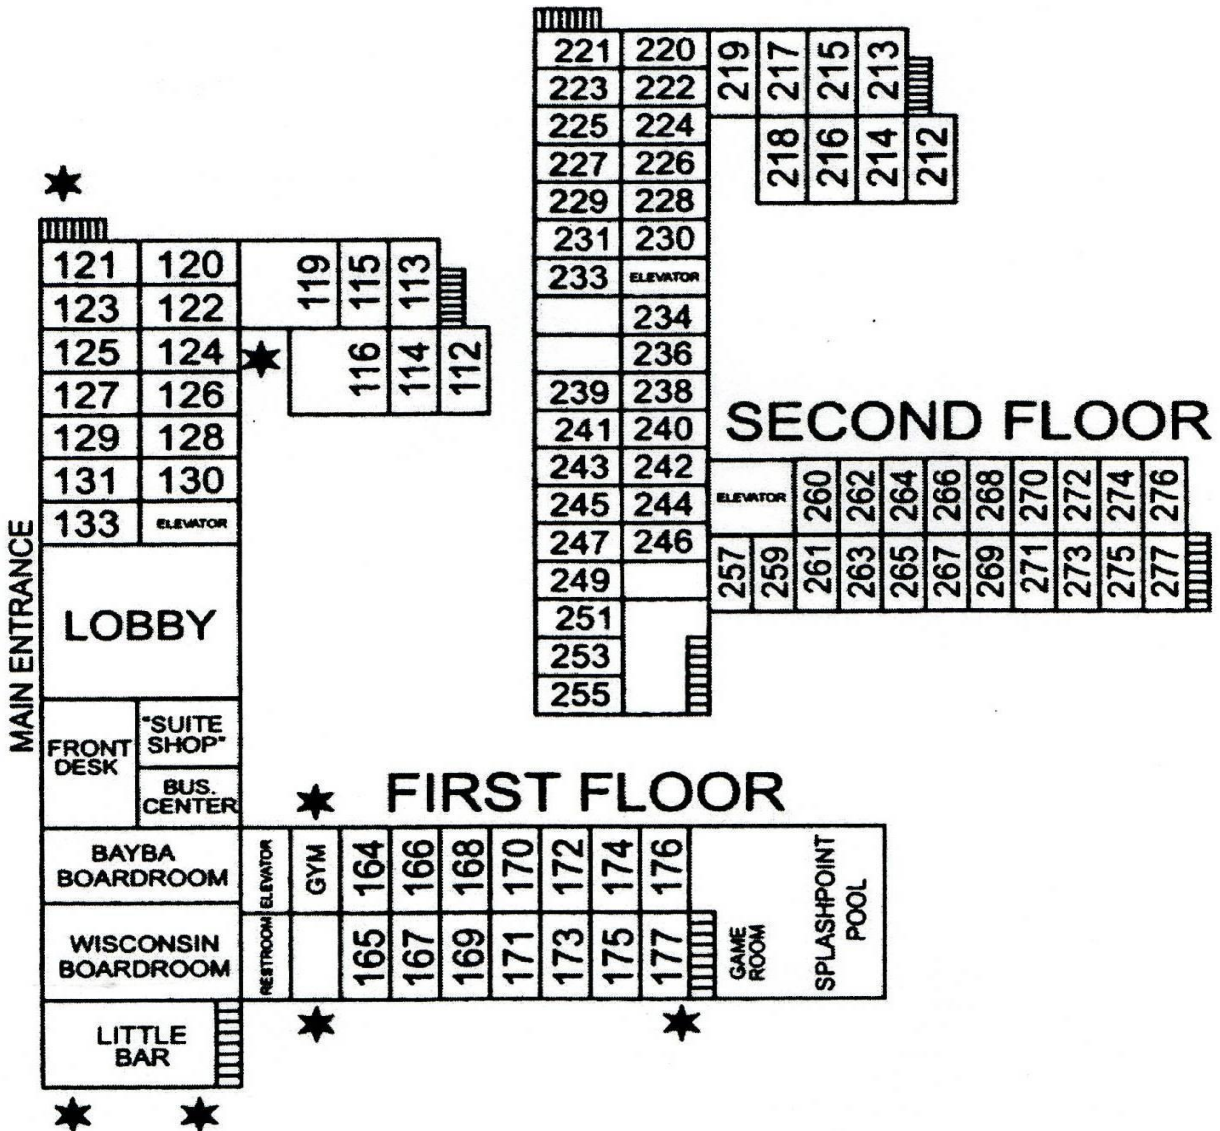 221 220 219 217 215 213
223 222
225 224 218 216 214 212
227 226
229 228
231 230
233 ELEVATOR
234
236
239 238
241 240
243 242
245 244
247 246
249
251
253
255
SECOND FLOOR
ELEVATOR 260 262 264 266 268 270 272 274 276
257 259 261 263 265 267 269 271 273 275 277
121 120 119 115 113
123 122
125 124 116 114 112
127 126
129 128
131 130
133 ELEVATOR
MAIN ENTRANCE
LOBBY
FRONT
DESK
"SUITE
SHOP"
BUS.
CENTER
FIRST FLOOR
BAYBA
BOARDROOM
WISCONSIN
BOARDROOM
LITTLE
BAR
ELEVATOR
RESTROOM
GYM
164 166 168 170 172 174 176
165 167 169 171 173 175 177
GAME
ROOM
SPLASHPOINT
POOL